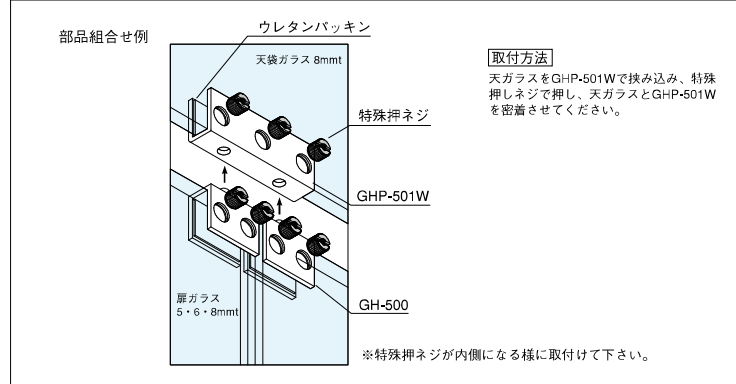 部品組合せ例
ウレタンパッキン
天袋ガラス 8mmt
取付方法
天ガラスをGHP-501Wで挟み込み、特殊
押しネジで押し、天ガラスとGHP-501W
を密着させてください。
特殊押ネジ
GHP-501W
GH-500
扉ガラス
5・6・8mmt
※特殊押ネジが内側になる様に取付けて下さい。